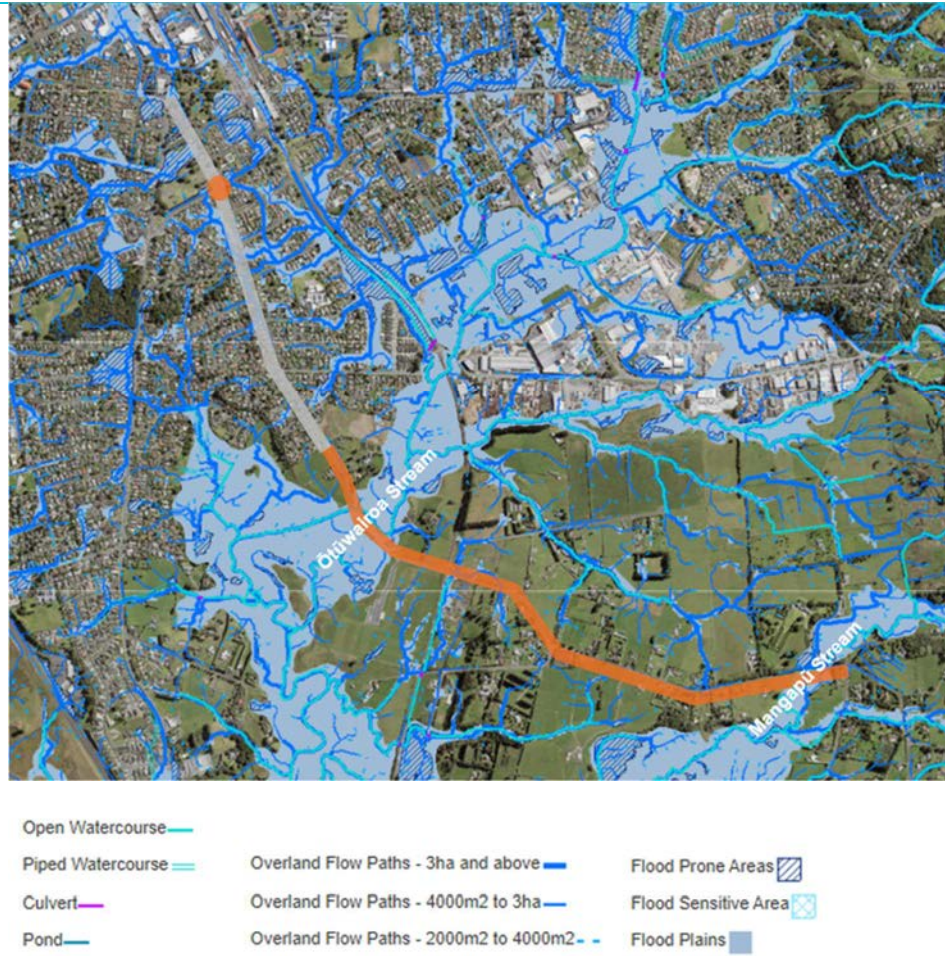 Ōtūwairoa Stream
Mangapū Stream
Open Watercourse
Piped Watercourse
Culvert
Pond
Overland Flow Paths - 3ha and above
Overland Flow Paths - 4000m2 to 3ha
Overland Flow Paths - 2000m2 to 4000m2
Flood Prone Areas
Flood Sensitive Area
Flood Plains